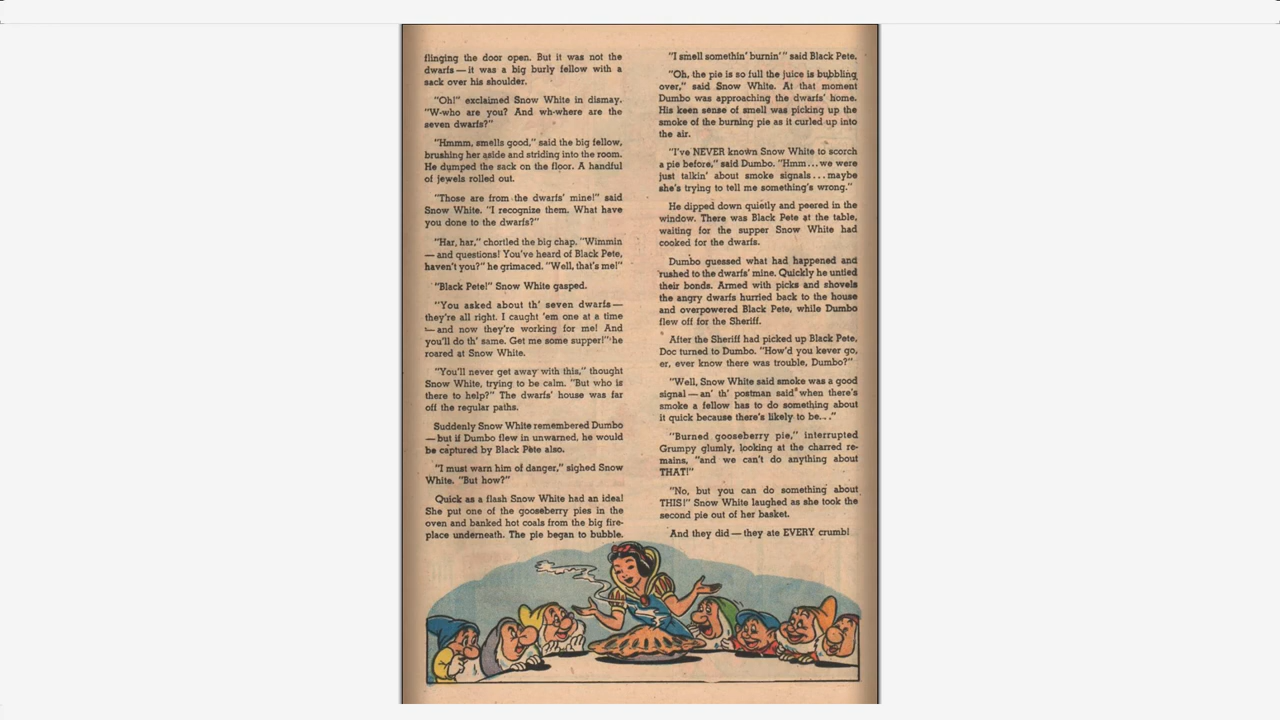 flinging the door open. But it was not the
dwarfs — it was a big burly fellow with a
sack over his shoulder.
"Oh!" exclaimed Snow White in dismay.
"W-who are you? And wh-where are the
seven dwarfs?"
"Hmmm, smells good," said the big fellow,
brushing her aside and striding into the room.
He dumped the sack on the floor. A handful
of jewels rolled out.
"Those are from the dwarfs' mine!" said
Snow White. "I recognize them. What have
you done to the dwarfs?"
"Har, har," chortled the big chap. "Wimmin
— and questions! You've heard of Black Pete,
haven't you?" he grimaced. "Well, that's me!"
"Black Pete!" Snow White gasped.
"You asked about th' seven dwarfs —
they're all right. I caught 'em one at a time
— and now they're working for me! And
you'll do th' same. Get me some supper!" he
roared at Snow White.
"You'll never get away with this," thought
Snow White, trying to be calm. "But who is
there to help?" The dwarfs' house was far
off the regular paths.
Suddenly Snow White remembered Dumbo
— but if Dumbo flew in unwarned, he would
be captured by Black Pete also.
"I must warn him of danger," sighed Snow
White. "But how?"
Quick as a flash Snow White had an idea!
She put one of the gooseberry pies in the
oven and banked hot coals from the big fire-
place underneath. The pie began to bubble.
"I smell somethin' burnin'" said Black Pete.
"Oh, the pie is so full the juice is bubbling
over," said Snow White. At that moment
Dumbo was approaching the dwarfs' home.
His keen sense of smell was picking up the
smoke of the burning pie as it curled up into
the air.
"I've NEVER known Snow White to scorch
a pie before," said Dumbo. "Hmm . . . we were
just talkin' about smoke signals . . . maybe
she's trying to tell me something's wrong."
He dipped down quietly and peered in the
window. There was Black Pete at the table,
waiting for the supper Snow White had
cooked for the dwarfs.
Dumbo guessed what had happened and
rushed to the dwarfs' mine. Quickly he untied
their bonds. Armed with picks and shovels
the angry dwarfs hurried back to the house
and overpowered Black Pete, while Dumbo
flew off for the Sheriff.
After the Sheriff had picked up Black Pete,
Doc turned to Dumbo. "How'd you kever go,
er, ever know there was trouble, Dumbo?"
"Well, Snow White said smoke was a good
signal — an' th' postman said when there's
smoke a fellow has to do something about
it quick because there's likely to be. . ."
"Burned gooseberry pie," interrupted
Grumpy glumly, looking at the charred re-
mains, "and we can't do anything about
THAT!"
"No, but you can do something about
THIS!" Snow White laughed as she took the
second pie out of her basket.
And they did — they ate EVERY crumb!